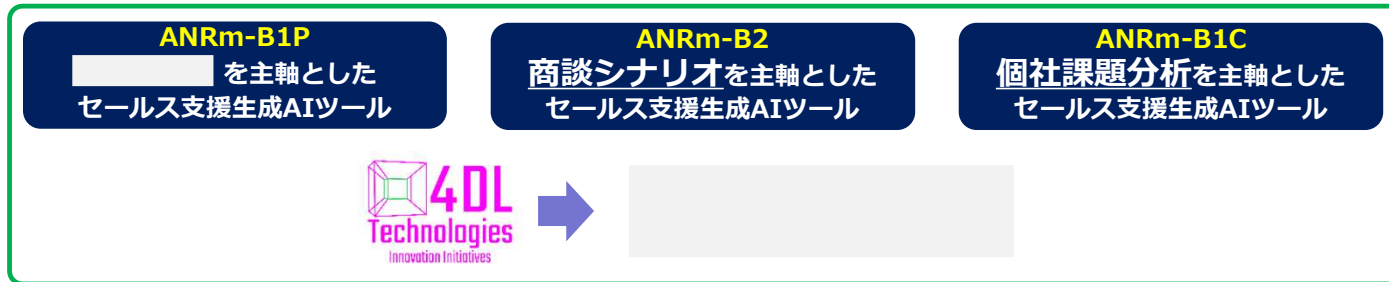 ANRm-B1P
を主軸とした
セールス支援生成AIツール
ANRm-B2
商談シナリオを主軸とした
セールス支援生成AIツール
ANRm-B1C
個社課題分析を主軸とした
セールス支援生成AIツール
4DL
Technologies
Innovation Initiatives